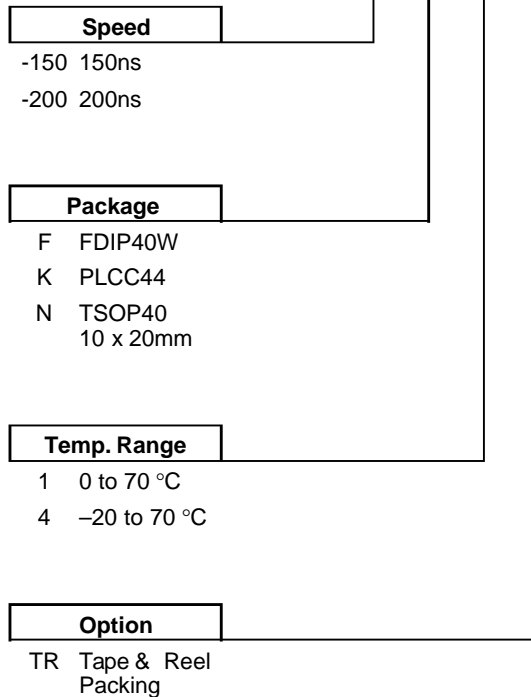 Speed
-150 150ns
-200 200ns
Package
F FDIP40W
K PLCC44
N TSOP40
10 x 20mm
Temp. Range
1 0 to 70 °C
4 –20 to 70 °C
Option
TR Tape & Reel
Packing